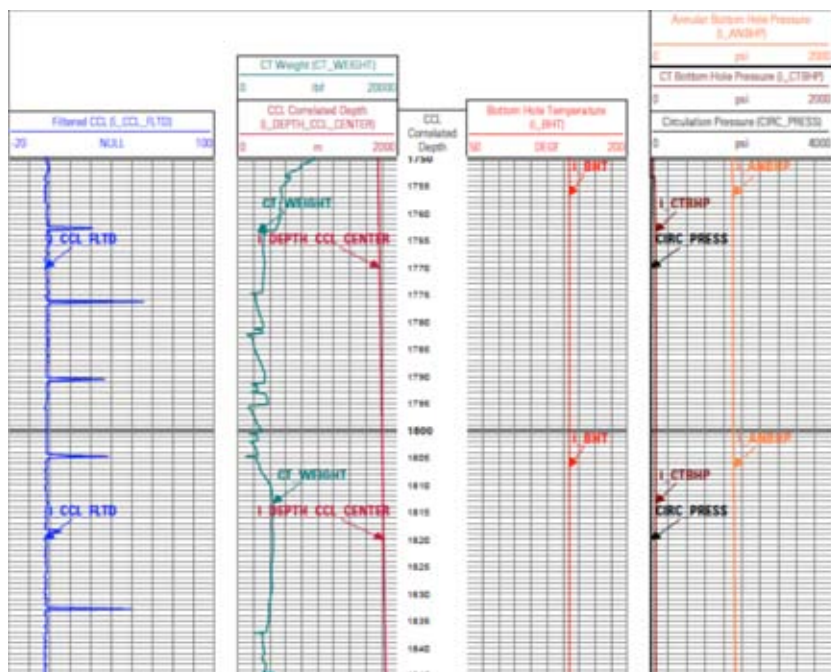 Annular Bottom Hole Pressure
(I_ANBHP)
0 psi 2000
CT Weight (CT_WEIGHT)
0 lbf 20000
CT Bottom Hole Pressure (I_CTBHP)
0 psi 2000
Filtered CCL (I_CCL_FLTD)
-20 NULL 100
CCL Correlated Depth
(I_DEPTH_CCL_CENTER)
0 m 2000
CCL
Correlated
Depth
Bottom Hole Temperature
(I_BHT)
50 DEGF 200
Circulation Pressure (CIRC_PRESS)
0 psi 4000
1750
I_BHT
I_ANBHP
1755
CT_WEIGHT
I_CTBHP
1760
I_CCL_FLTD
I_DEPTH_CCL_CENTER
1765
CIRC_PRESS
1770
1775
1780
1785
1790
1795
1800
I_BHT
I_ANBHP
1805
CT_WEIGHT
I_CTBHP
1810
I_CCL_FLTD
I_DEPTH_CCL_CENTER
1815
CIRC_PRESS
1820
1825
1830
1835
1840